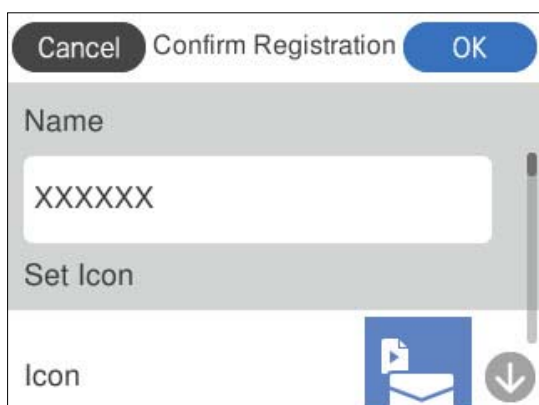 Cancel Confirm Registration OK
Name
XXXXXX
Set Icon
Icon